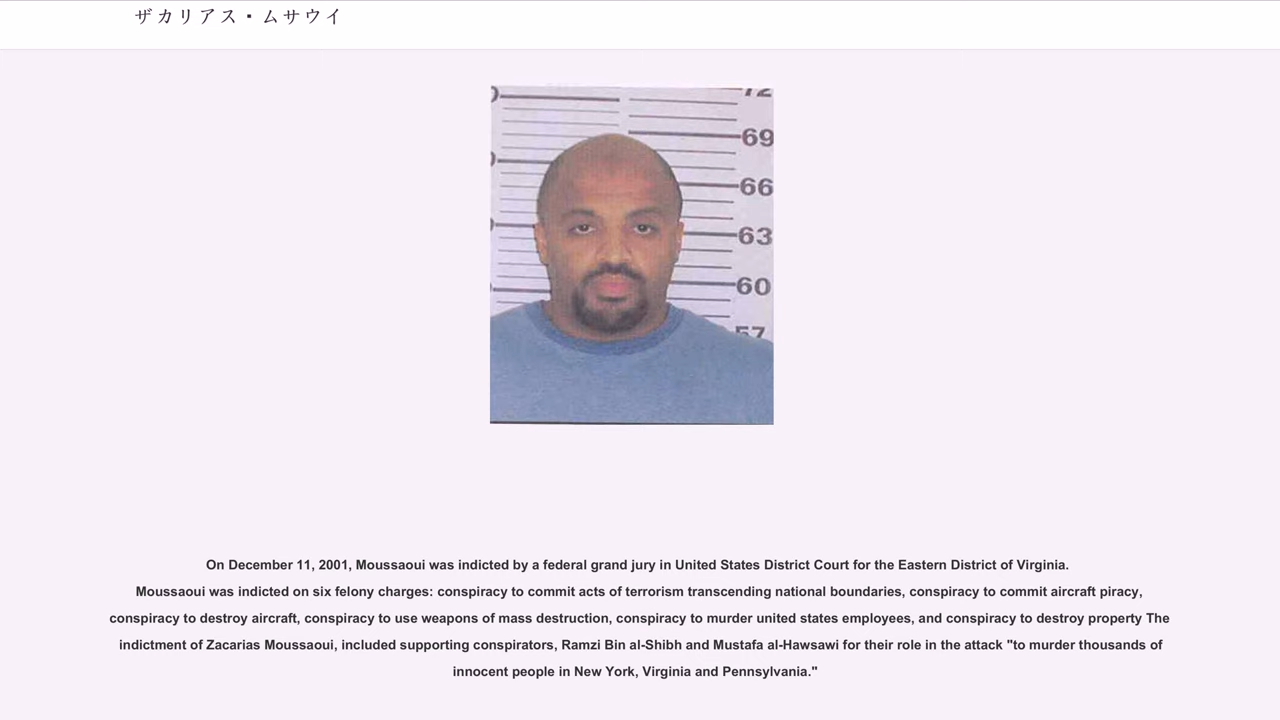 ザカリアス・ムサウイ
72
69
66
63
60
57
On December 11, 2001, Moussaoui was indicted by a federal grand jury in United States District Court for the Eastern District of Virginia.
Moussaoui was indicted on six felony charges: conspiracy to commit acts of terrorism transcending national boundaries, conspiracy to commit aircraft piracy,
conspiracy to destroy aircraft, conspiracy to use weapons of mass destruction, conspiracy to murder united states employees, and conspiracy to destroy property The
indictment of Zacarias Moussaoui, included supporting conspirators, Ramzi Bin al-Shibh and Mustafa al-Hawsawi for their role in the attack "to murder thousands of
innocent people in New York, Virginia and Pennsylvania."